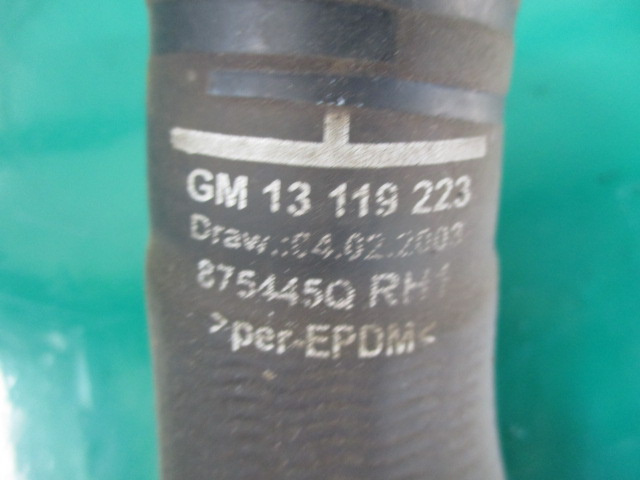 GM 13 119 223
Draw.:04.02.2003
875445Q RH1
>per-EPDM<